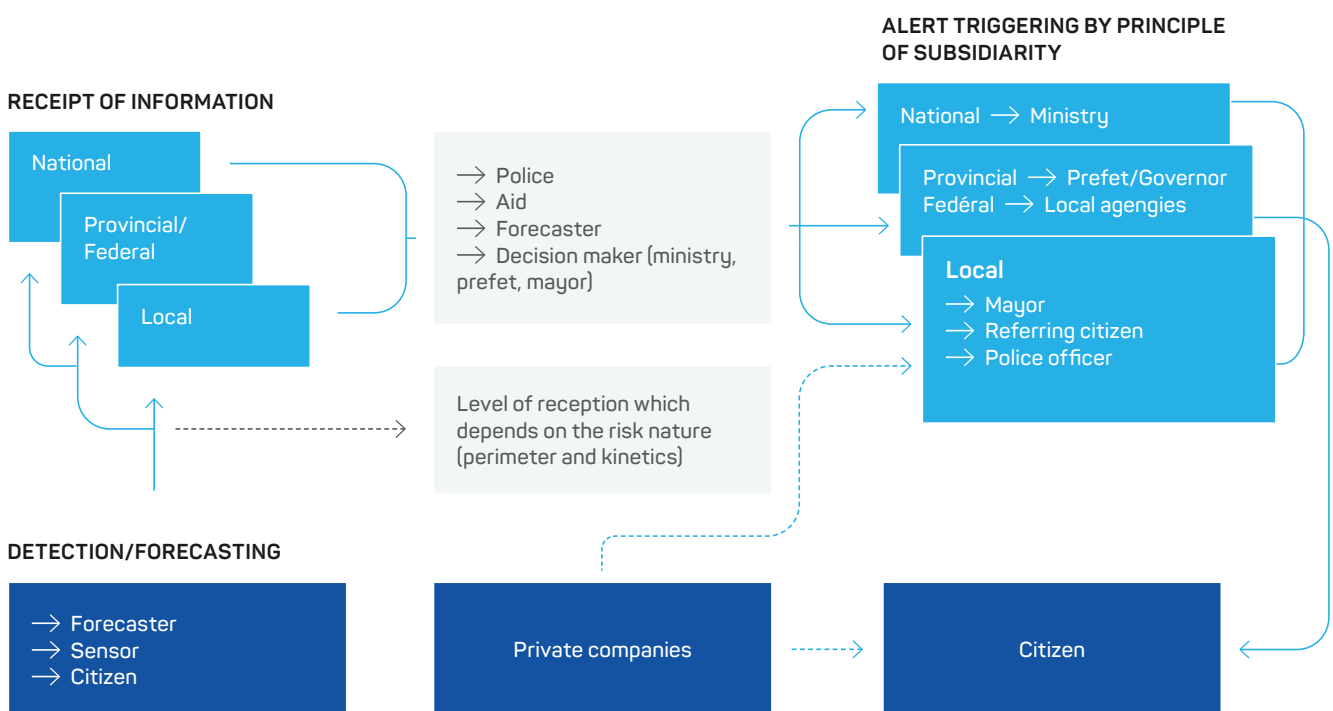 ALERT TRIGGERING BY PRINCIPLE
OF SUBSIDIARITY
RECEIPT OF INFORMATION
National
Provincial/
Federal
Local
→ Police
→ Aid
→ Forecaster
→ Decision maker (ministry,
prefet, mayor)
National → Ministry
Provincial → Prefet/Governor
Fedéral → Local agengies
Local
→ Mayor
→ Referring citizen
→ Police officer
Level of reception which
depends on the risk nature
(perimeter and kinetics)
DETECTION/FORECASTING
→ Forecaster
→ Sensor
→ Citizen
Private companies
Citizen